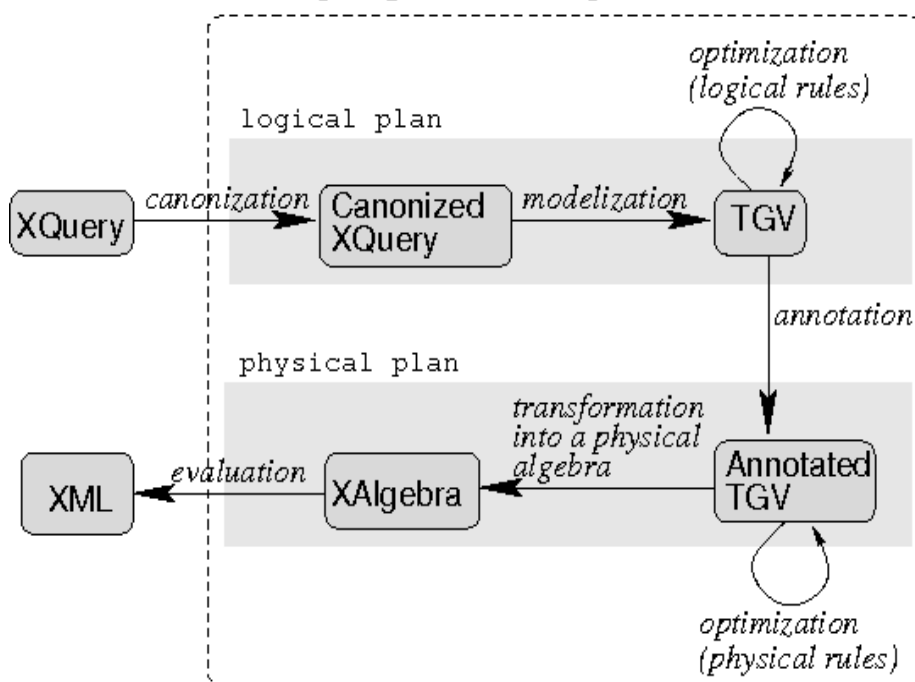 optimization
(logical rules)
logical plan
XQuery
canonization
Canonized
XQuery
modelization
TGV
annotation
physical plan
transformation
into a physical
algebra
Annotated
TGV
XAlgebra
evaluation
XML
optimization
(physical rules)